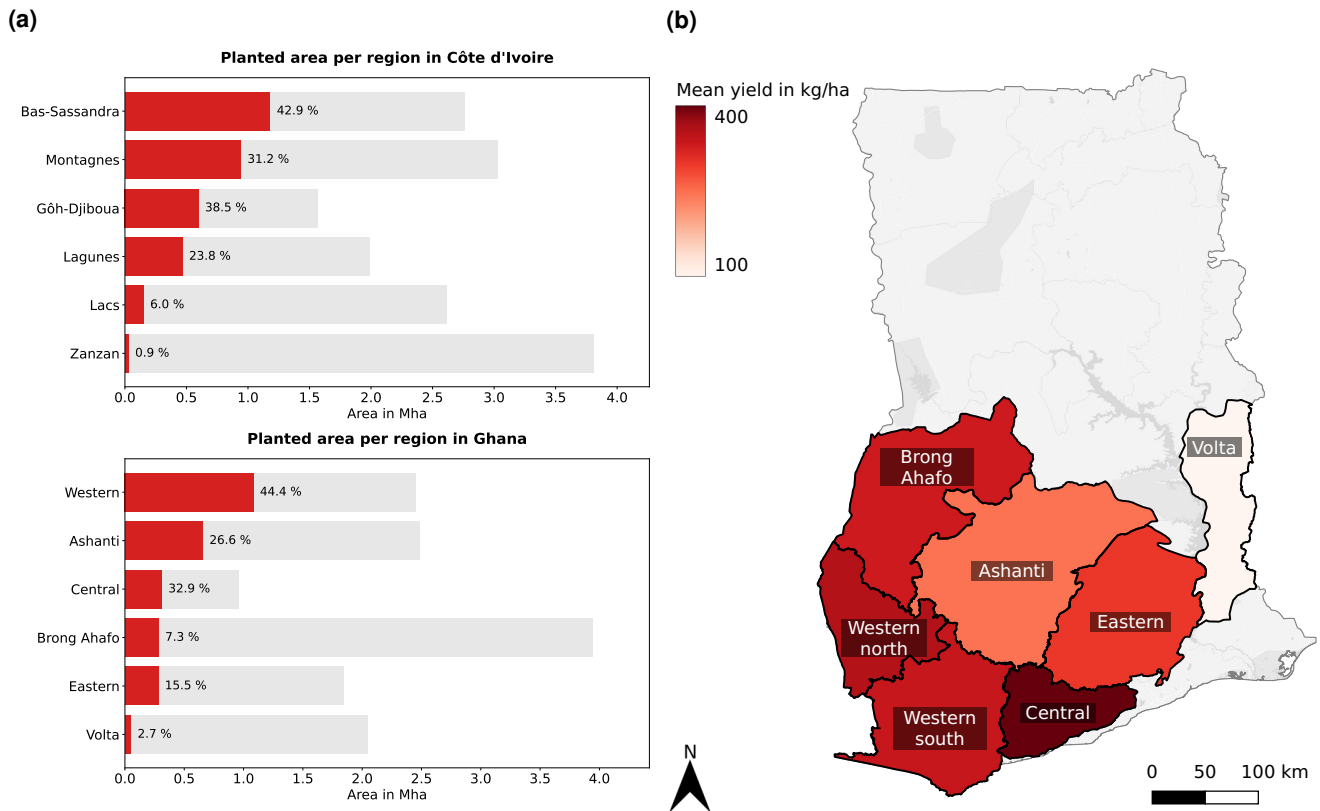 (a)
Planted area per region in Côte d'Ivoire
Bas-Sassandra
42.9 %
Montagnes
31.2 %
Gôh-Djiboua
38.5 %
Lagunes
23.8 %
Lacs
6.0 %
Zanzan
0.9 %
0.0 0.5 1.0 1.5 2.0 2.5 3.0 3.5 4.0
Area in Mha
Planted area per region in Ghana
Western
44.4 %
Ashanti
26.6 %
Central
32.9 %
Brong Ahafo
7.3 %
Eastern
15.5 %
Volta
2.7 %
0.0 0.5 1.0 1.5 2.0 2.5 3.0 3.5 4.0
Area in Mha
(b)
Mean yield in kg/ha
400
100
Volta
Brong
Ahafo
Ashanti
Eastern
Western
north
Central
Western
south
N
0 50 100 km